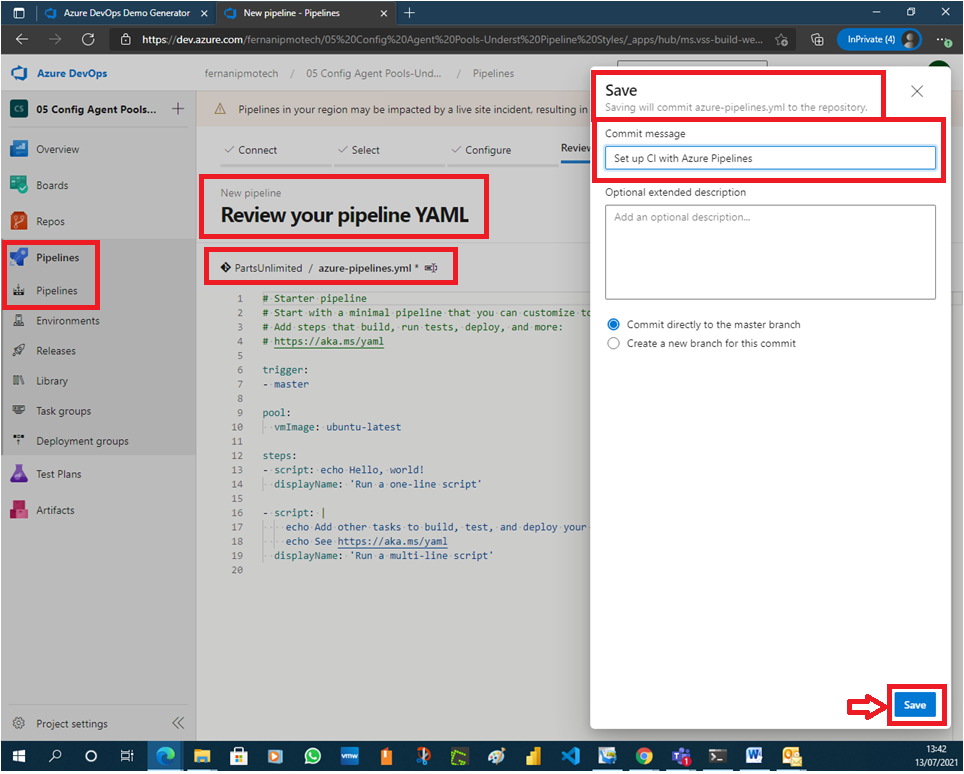 Azure DevOps Demo Generator
New pipeline - Pipelines
https://dev.azure.com/fernanipmotech/05%20Config%20Agent%20Pools-Underst%20Pipeline%20Styles/_apps/hub/ms.vss-build-we...
InPrivate (4)
Azure DevOps
fernanipmotech / 05 Config Agent Pools-Und... / Pipelines
CS
05 Config Agent Pools...
Pipelines in your region may be impacted by a live site incident, resulting in
Overview
Boards
Repos
Pipelines
Pipelines
Environments
Releases
Library
Task groups
Deployment groups
Test Plans
Artifacts
Project settings
Connect
Select
Configure
Review
New pipeline
Review your pipeline YAML
PartsUnlimited / azure-pipelines.yml *
1 # Starter pipeline
2 # Start with a minimal pipeline that you can customize to
3 # Add steps that build, run tests, deploy, and more:
4 # https://aka.ms/yaml
5
6 trigger:
7 - master
8
9 pool:
10 vmImage: ubuntu-latest
11
12 steps:
13 - script: echo Hello, world!
14 displayName: 'Run a one-line script'
15
16 - script: |
17 echo Add other tasks to build, test, and deploy your
18 echo See https://aka.ms/yaml
19 displayName: 'Run a multi-line script'
20
Save
Saving will commit azure-pipelines.yml to the repository.
Commit message
Set up CI with Azure Pipelines
Optional extended description
Add an optional description...
Commit directly to the master branch
Create a new branch for this commit
Save
vmw
1
13:42
13/07/2021